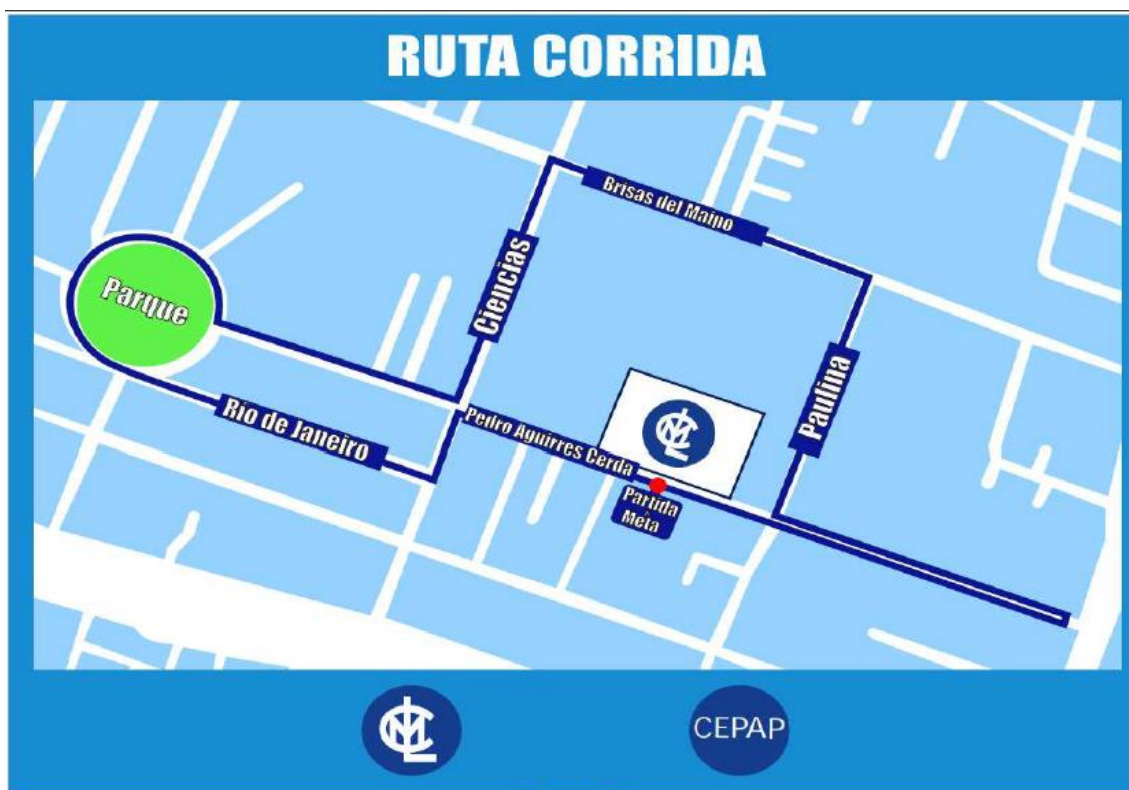 RUTA CORRIDA
Brisas del Maipo
Ciencias
Parque
Paulina
Río de Janeiro
Pedro Aguirres Cerda
Partida
Meta
CEPAP